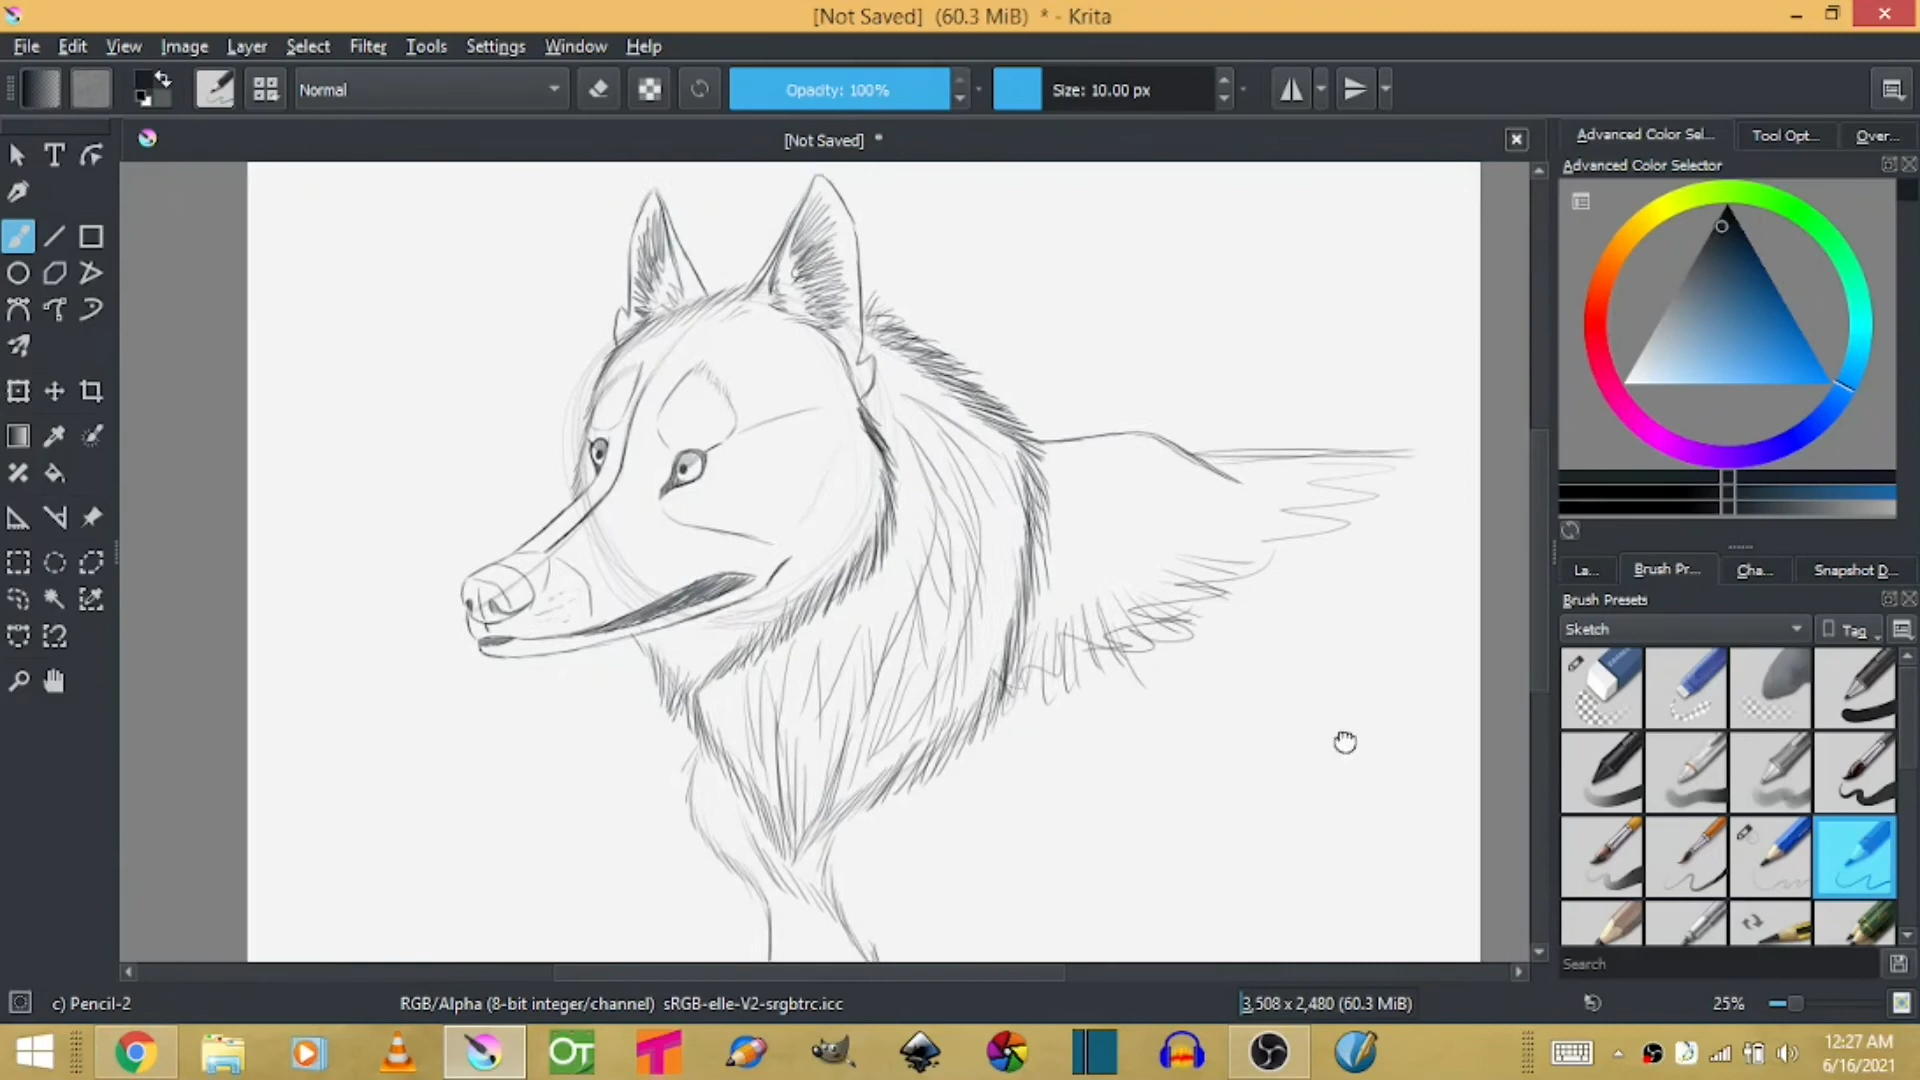 [Not Saved]  (60.3 MiB)  * - Krita
File Edit View Image Layer Select Filter Tools Settings Window Help
Normal
Opacity: 100%
Size: 10.00 px
[Not Saved]  *
Advanced Color Sel... Tool Opt... Over...
Advanced Color Selector
La... Brush Pr... Cha... Snapshot D...
Brush Presets
Sketch
Tag
Search
c) Pencil-2
RGB/Alpha (8-bit integer/channel)  sRGB-elle-V2-srgbtrc.icc
3,508 x 2,480 (60.3 MiB)
25%
OT
12:27 AM
6/16/2021